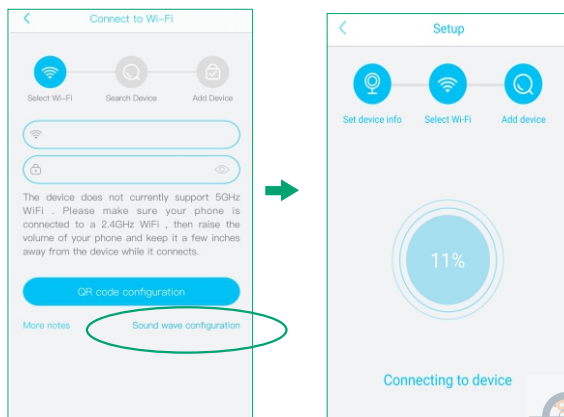 Connect to Wi-Fi
Select Wi-Fi
Search Device
Add Device
The device does not currently support 5GHz
WiFi . Please make sure your phone is
connected to a 2.4GHz WiFi , then raise the
volume of your phone and keep it a few inches
away from the device while it connects.
QR code configuration
More notes
Sound wave configuration
Setup
Set device info
Select Wi-Fi
Add device
11%
Connecting to device